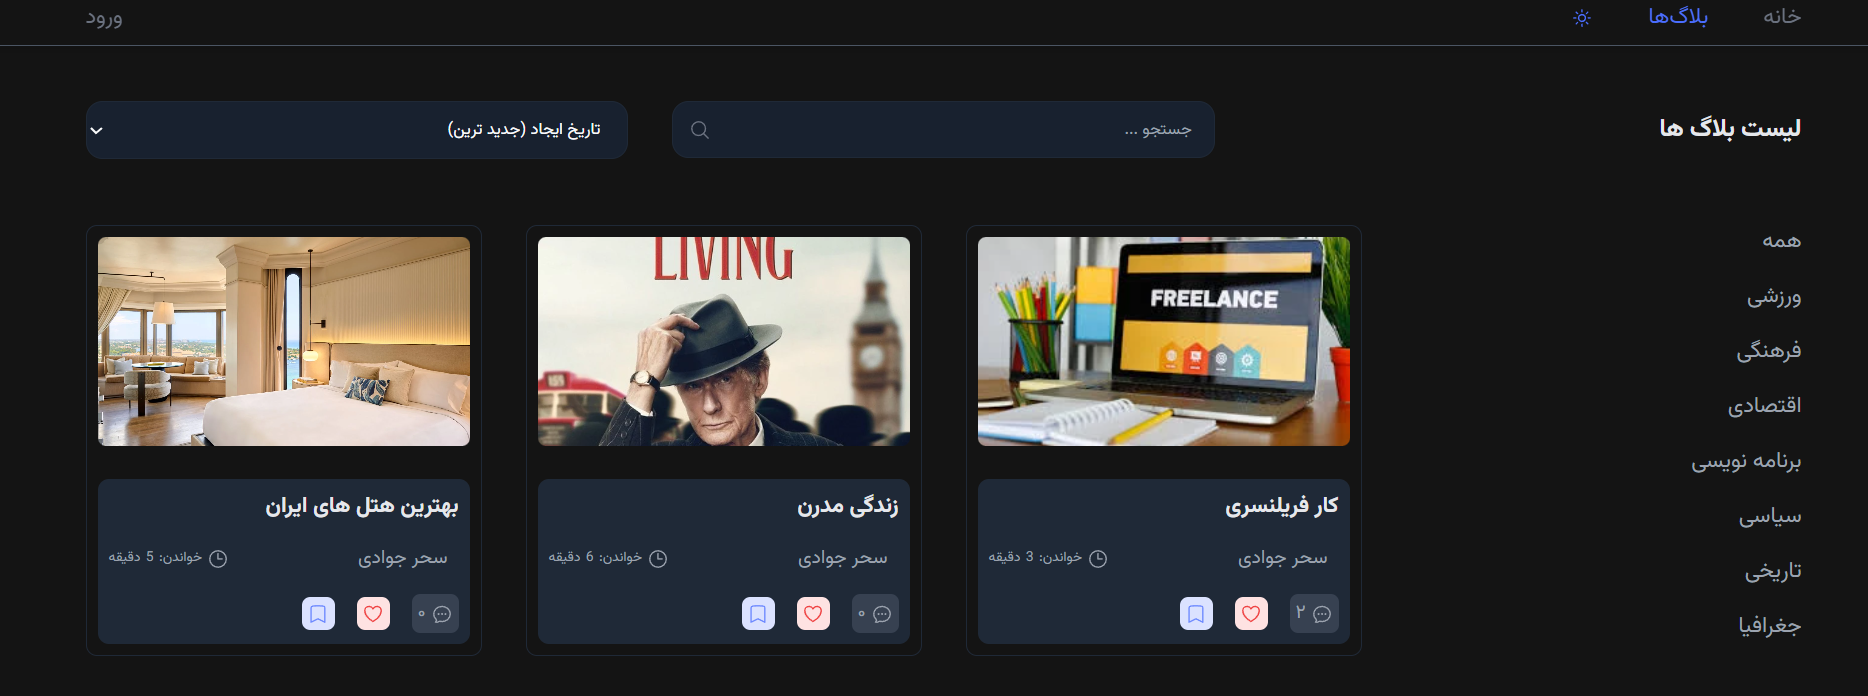 خانه
بلاگ‌ها
ورود
لیست بلاگ ها
جستجو ...
تاریخ ایجاد (جدید ترین)
همه
ورزشی
فرهنگی
اقتصادی
برنامه نویسی
سیاسی
تاریخی
جغرافیا
FREELANCE
کار فریلنسری
سحر جوادی
خواندن: 3 دقیقه
۲
LIVING
زندگی مدرن
سحر جوادی
خواندن: 6 دقیقه
۰
بهترین هتل های ایران
سحر جوادی
خواندن: 5 دقیقه
۰